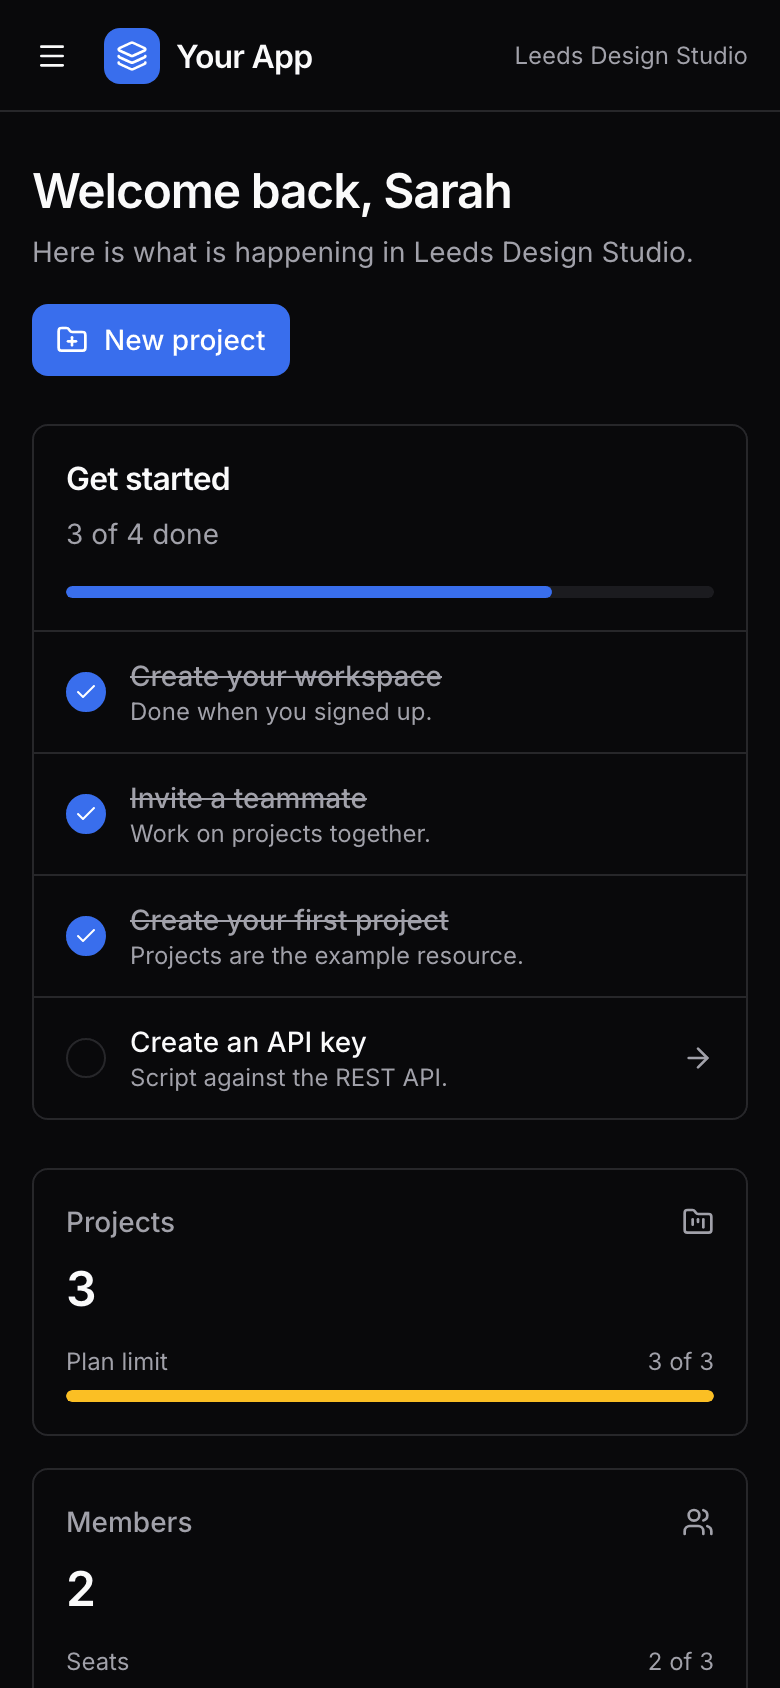 Your App
Leeds Design Studio
Welcome back, Sarah
Here is what is happening in Leeds Design Studio.
New project
Get started
3 of 4 done
Create your workspace
Done when you signed up.
Invite a teammate
Work on projects together.
Create your first project
Projects are the example resource.
Create an API key
Script against the REST API.
Projects
3
Plan limit
3 of 3
Members
2
Seats
2 of 3